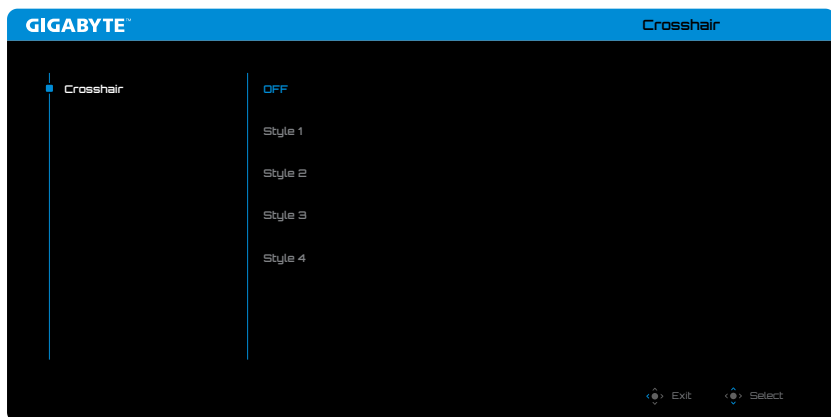 GIGABYTE™ Crosshair
Crosshair OFF
Style 1
Style 2
Style 3
Style 4
Exit Select